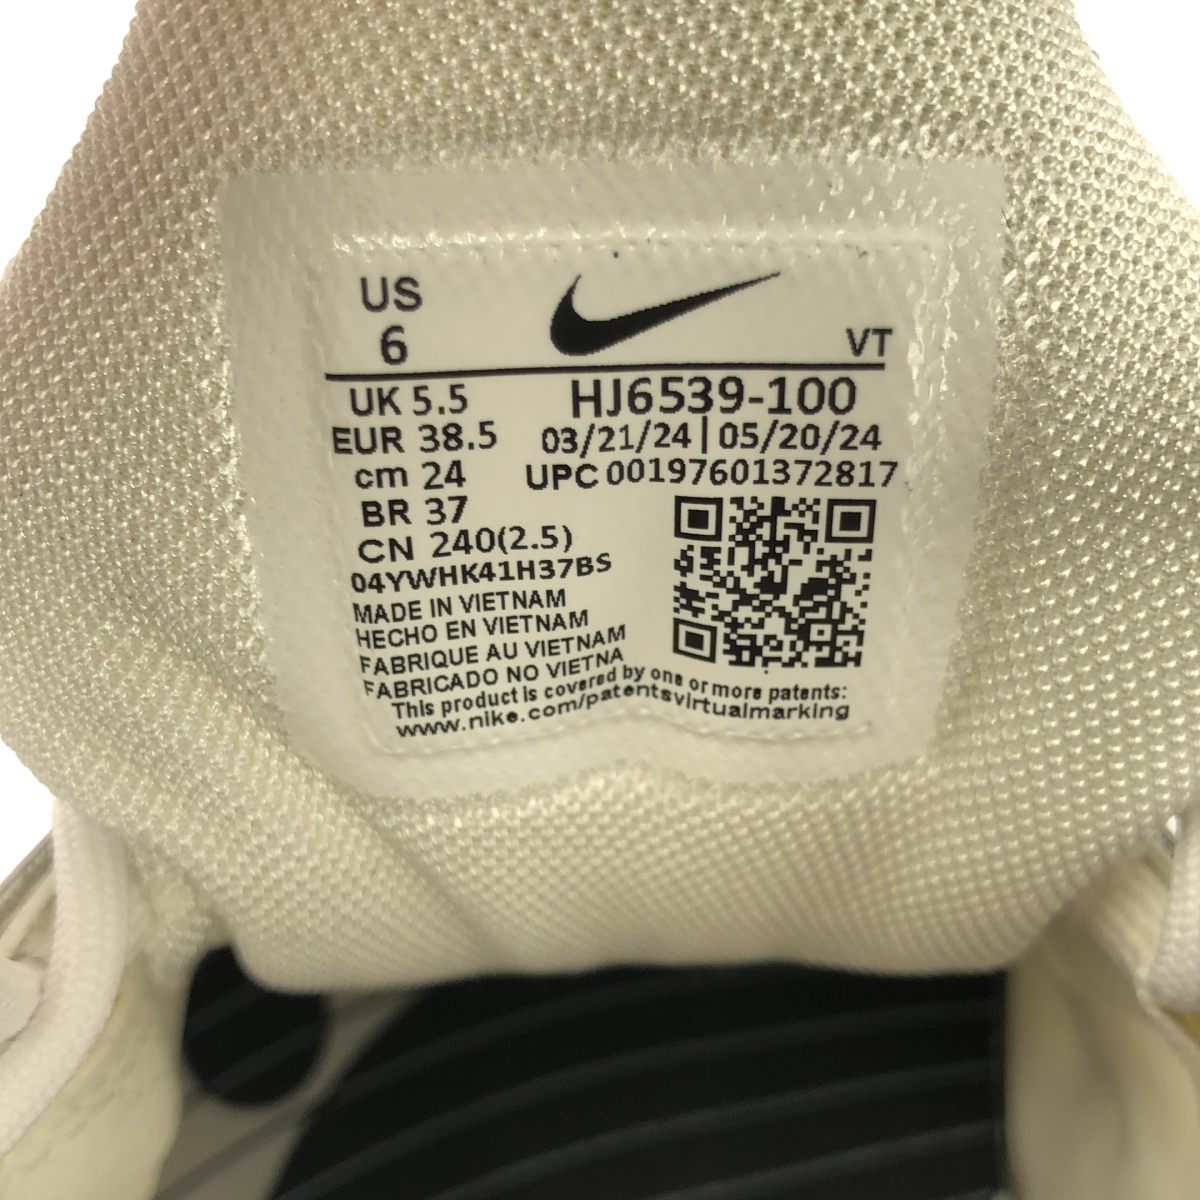 US
6
VT
UK 5.5
HJ6539-100
EUR 38.5
03/21/24 | 05/20/24
cm 24
UPC 00197601372817
BR 37
CN 240(2.5)
04YWHK41H37BS
MADE IN VIETNAM
HECHO EN VIETNAM
FABRIQUE AU VIETNAM
FABRICADO NO VIETNA
This product is covered by one or more patents:
www.nike.com/patentsvirtualmarking